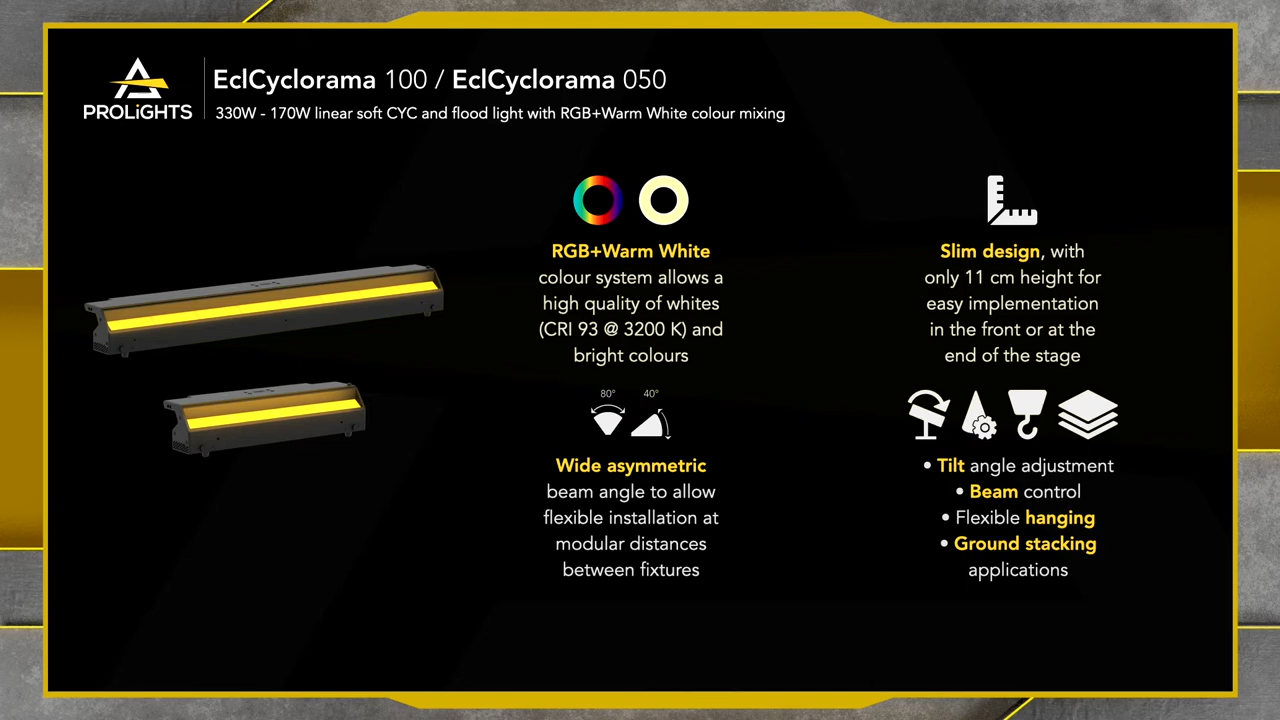 PROLiGHTS
EclCyclorama 100 / EclCyclorama 050
330W - 170W linear soft CYC and flood light with RGB+Warm White colour mixing
RGB+Warm White
colour system allows a
high quality of whites
(CRI 93 @ 3200 K) and
bright colours
Slim design, with
only 11 cm height for
easy implementation
in the front or at the
end of the stage
80° 40°
Wide asymmetric
beam angle to allow
flexible installation at
modular distances
between fixtures
• Tilt angle adjustment
• Beam control
• Flexible hanging
• Ground stacking
applications